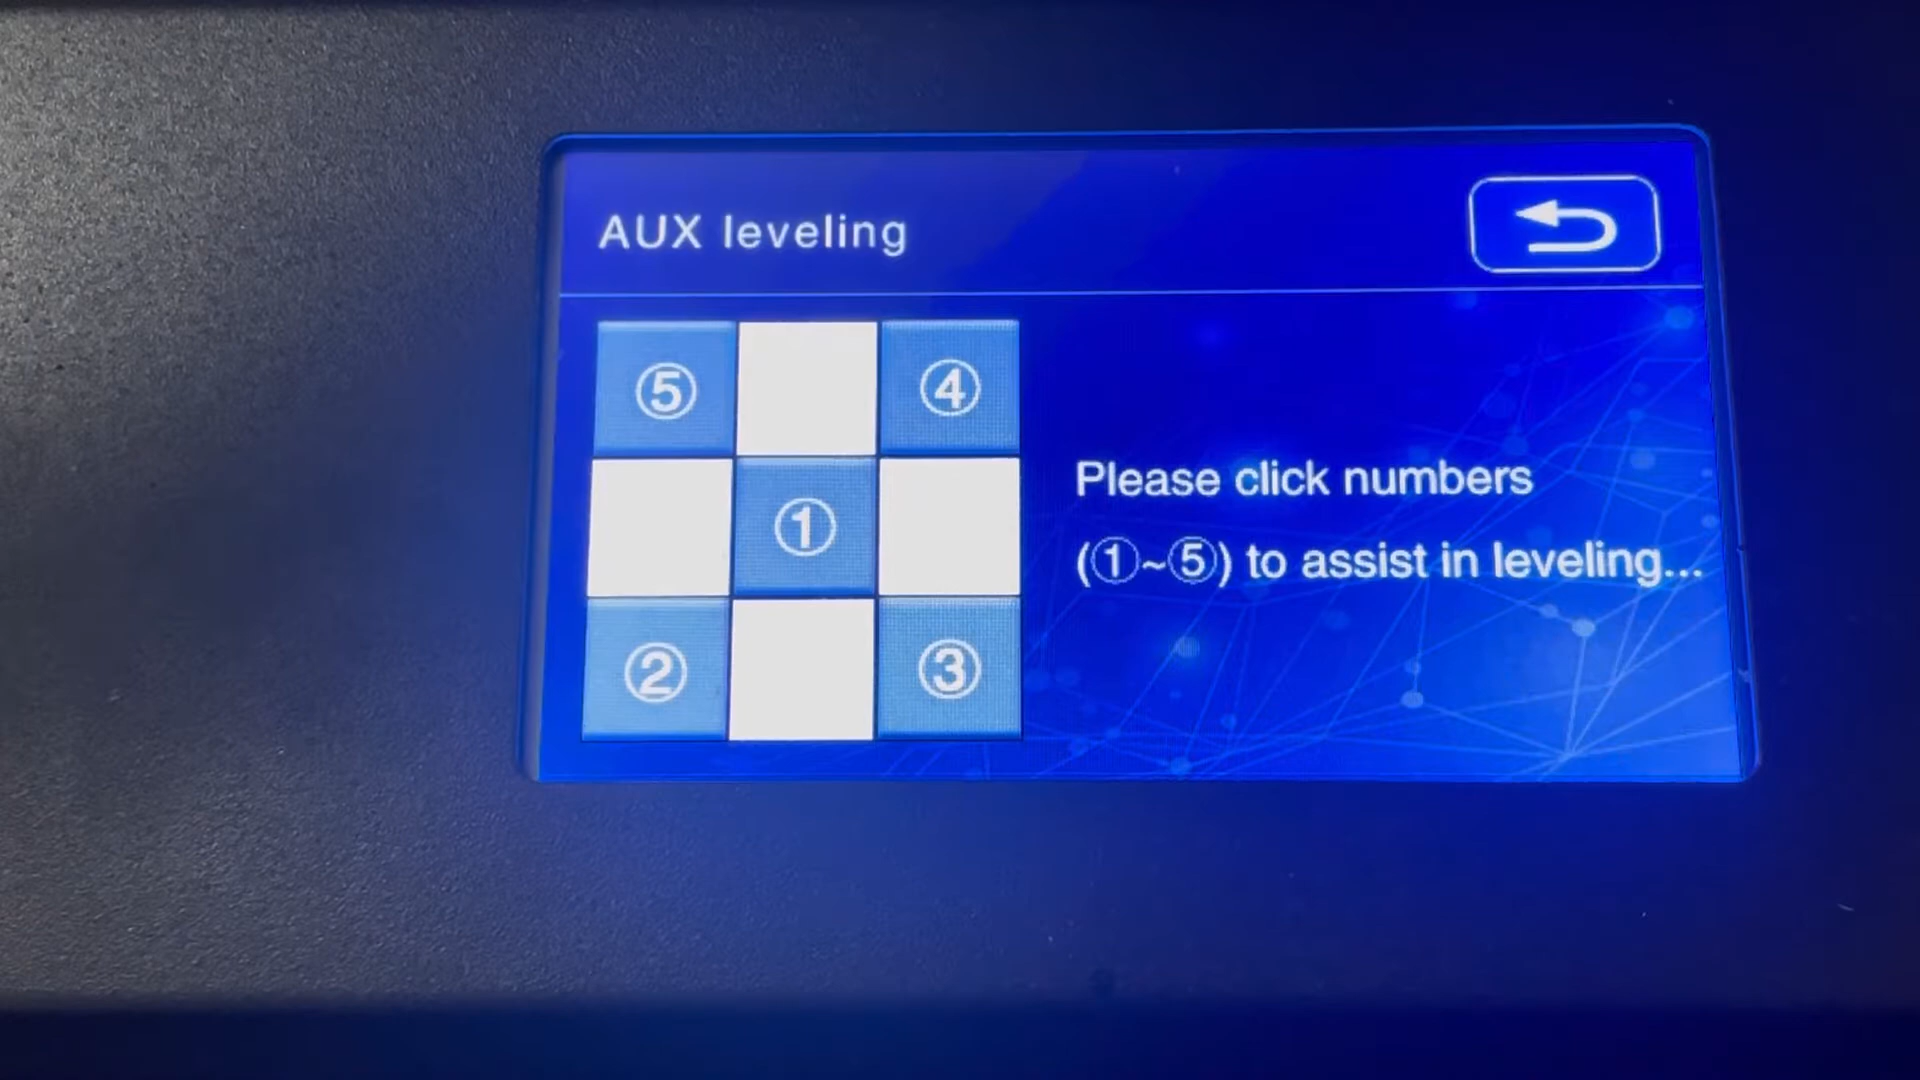 AUX leveling
⑤ ④
①
② ③
Please click numbers
(①~⑤) to assist in leveling...